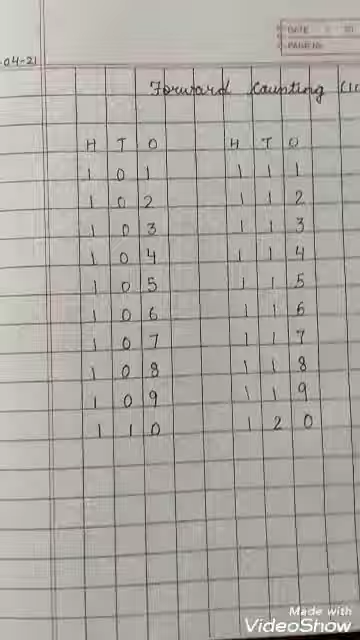 DATE
PAGE No.
-04-21
Forward Counting
H T O H T O
1 0 1 1 1 1
1 0 2 1 1 2
1 0 3 1 1 3
1 0 4 1 1 4
1 0 5 1 1 5
1 0 6 1 1 6
1 0 7 1 1 7
1 0 8 1 1 8
1 0 9 1 1 9
1 1 0 1 2 0
Made with
VideoShow